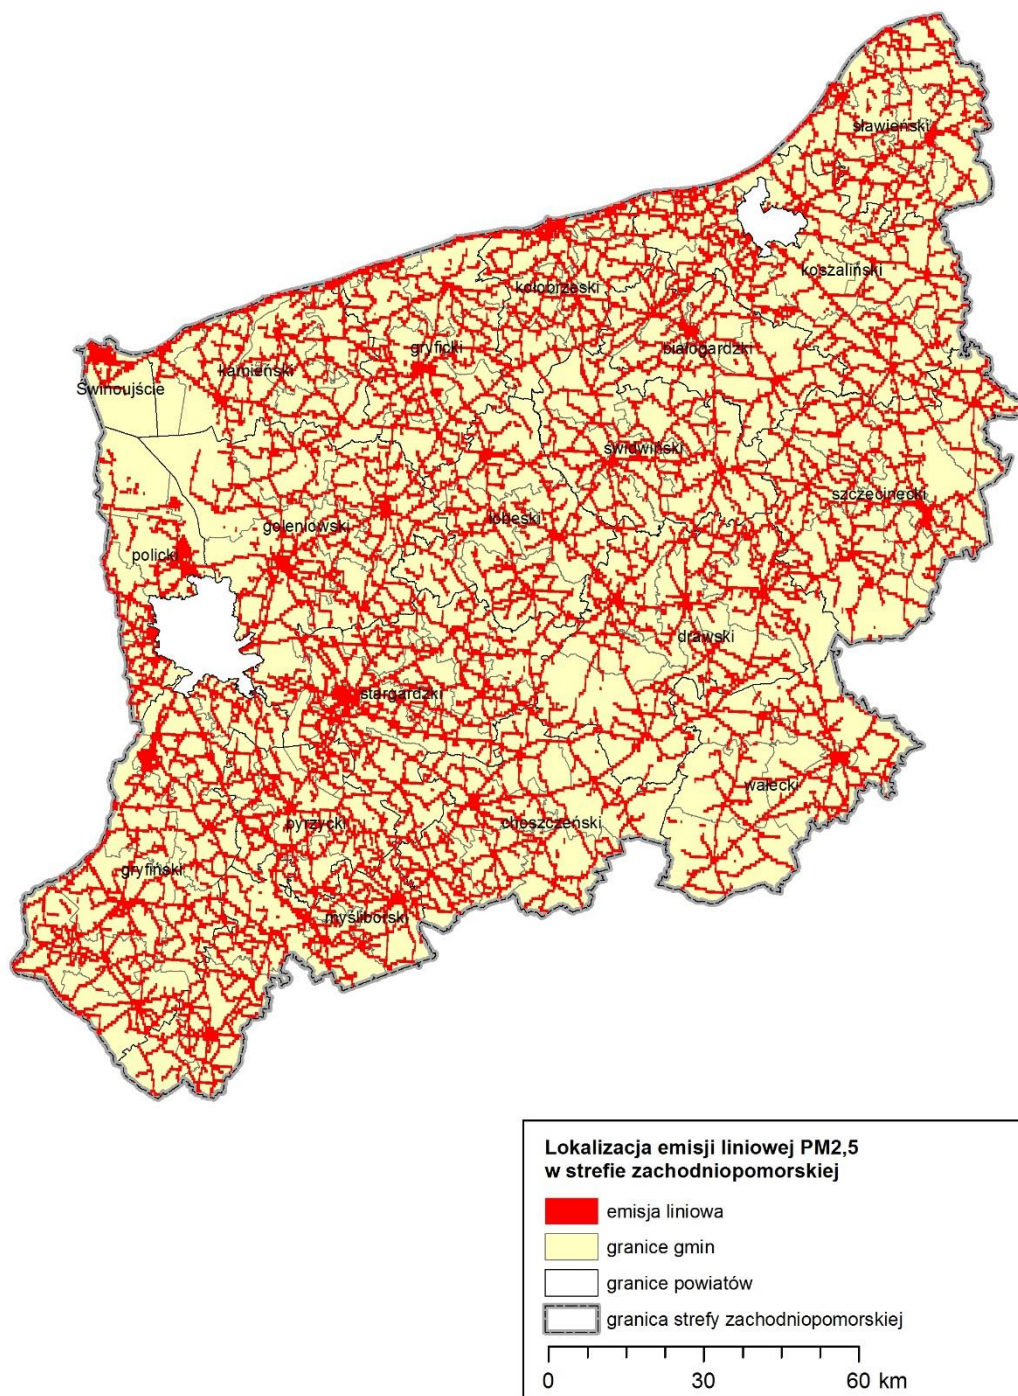 sławieński
koszaliński
kołobrzeski
białogardzki
gryficki
kamieński
Świnoujście
świdwiński
szczecinecki
łobeski
goleniowski
policki
drawski
stargardzki
wałecki
pyrzycki
choszczeński
gryfiński
myśliborski
Lokalizacja emisji liniowej PM2,5
w strefie zachodniopomorskiej
emisja liniowa
granice gmin
granice powiatów
granica strefy zachodniopomorskiej
0 30 60 km